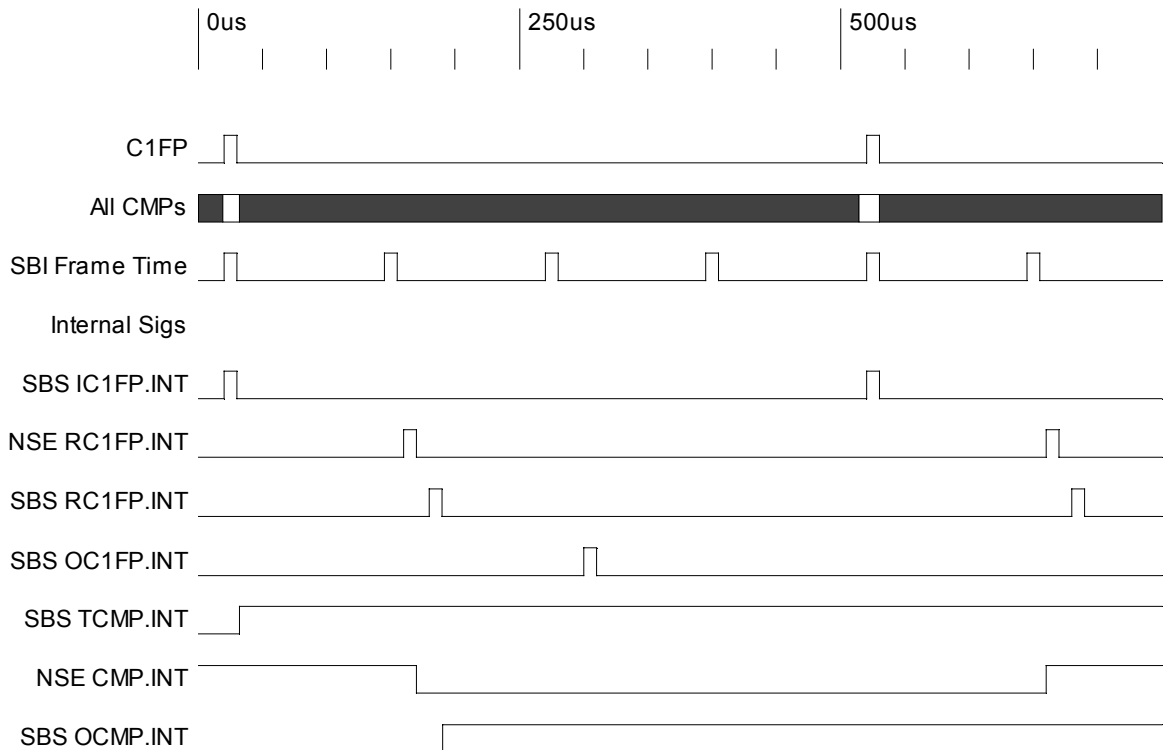 0us 250us 500us
C1FP
All CMPs
SBI Frame Time
Internal Sigs
SBS IC1FP.INT
NSE RC1FP.INT
SBS RC1FP.INT
SBS OC1FP.INT
SBS TCMP.INT
NSE CMP.INT
SBS OCMP.INT